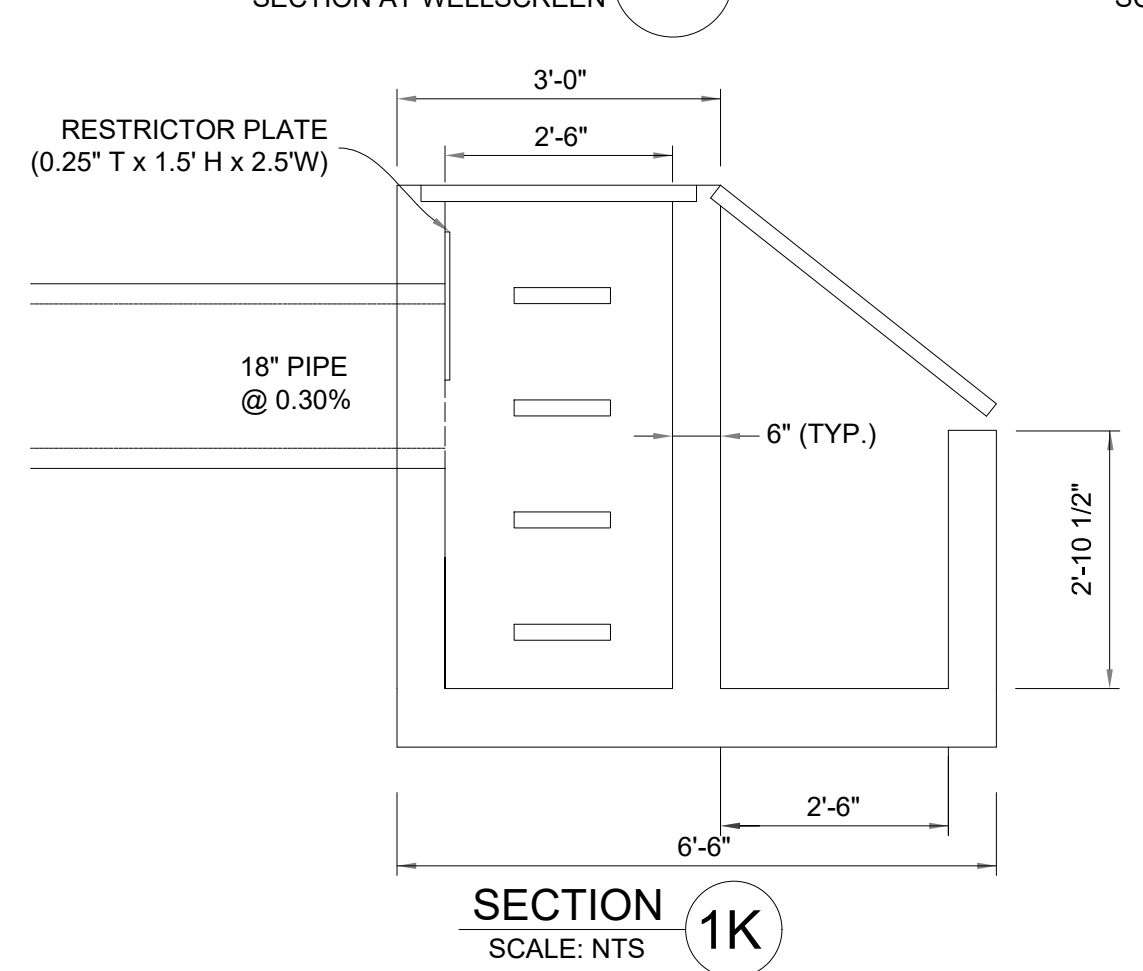 SECTION AT WELLSCREEN
3'-0"
RESTRICTOR PLATE
(0.25" T x 1.5' H x 2.5'W)
2'-6"
18" PIPE
@ 0.30%
6" (TYP.)
2'-10 1/2"
2'-6"
6'-6"
SECTION
1K
SCALE: NTS